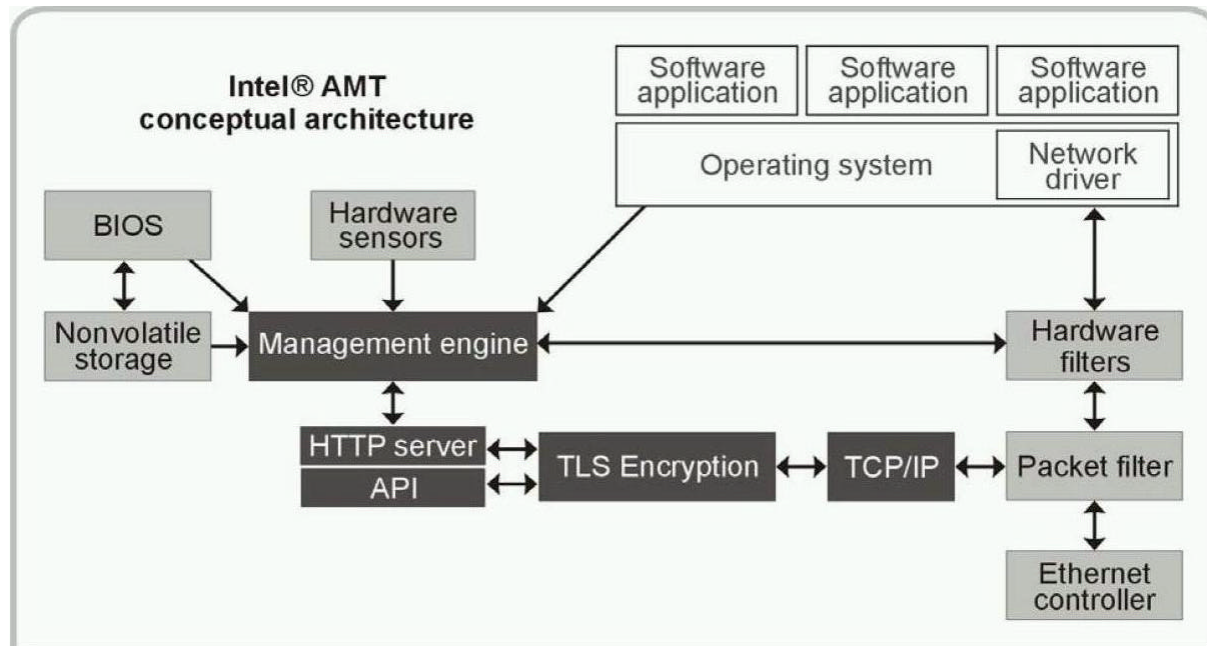 Intel® AMT
conceptual architecture
Software
application
Software
application
Software
application
Operating system
Network
driver
BIOS
Hardware
sensors
Nonvolatile
storage
Management engine
Hardware
filters
HTTP server
API
TLS Encryption
TCP/IP
Packet filter
Ethernet
controller